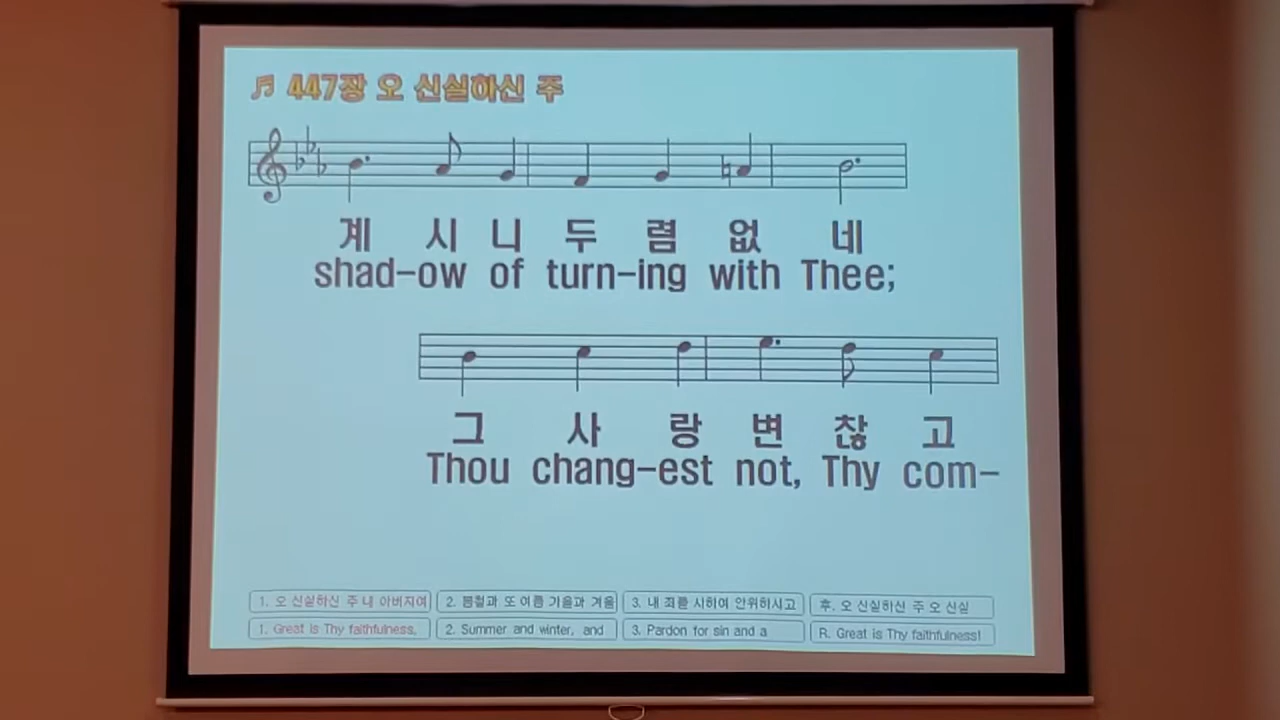 447장 오 신실하신 주
계 시 니 두 렴 없 네
shad-ow of turn-ing with Thee;
그 사 랑 변 찮 고
Thou chang-est not, Thy com-
1. 오 신실하신 주 내 아버지여
2. 봄철과 또 여름 가을과 겨울
3. 내 죄를 사하여 안위하시고
후. 오 신실하신 주 오 신실
1. Great is Thy faithfulness,
2. Summer and winter, and
3. Pardon for sin and a
R. Great is Thy faithfulness!